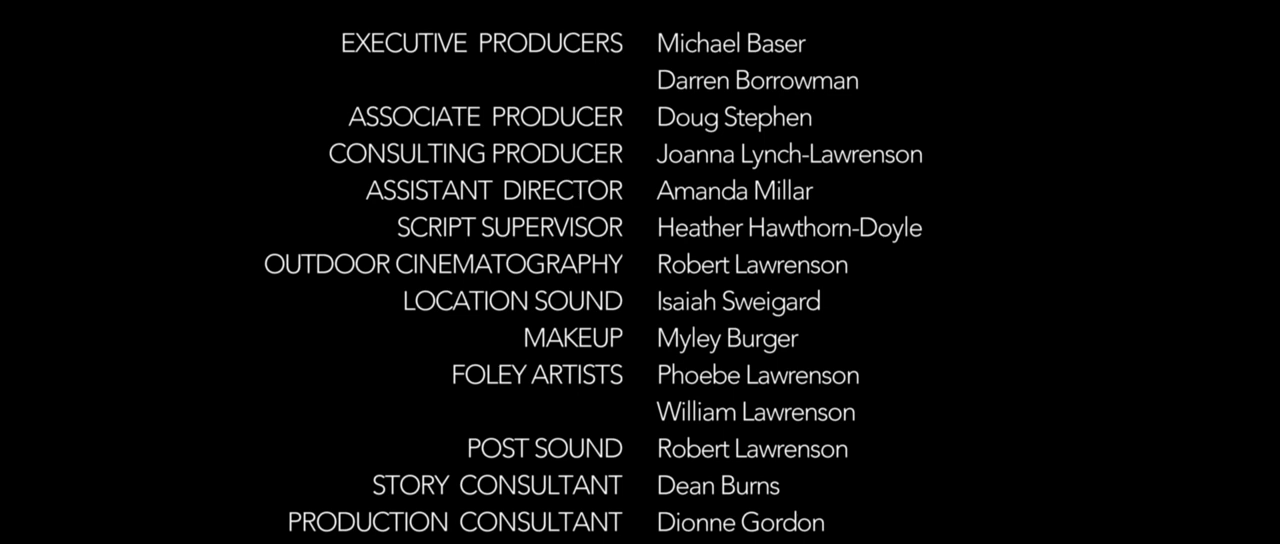 EXECUTIVE PRODUCERS Michael Baser
Darren Borrowman
ASSOCIATE PRODUCER Doug Stephen
CONSULTING PRODUCER Joanna Lynch-Lawrenson
ASSISTANT DIRECTOR Amanda Millar
SCRIPT SUPERVISOR Heather Hawthorn-Doyle
OUTDOOR CINEMATOGRAPHY Robert Lawrenson
LOCATION SOUND Isaiah Sweigard
MAKEUP Myley Burger
FOLEY ARTISTS Phoebe Lawrenson
William Lawrenson
POST SOUND Robert Lawrenson
STORY CONSULTANT Dean Burns
PRODUCTION CONSULTANT Dionne Gordon